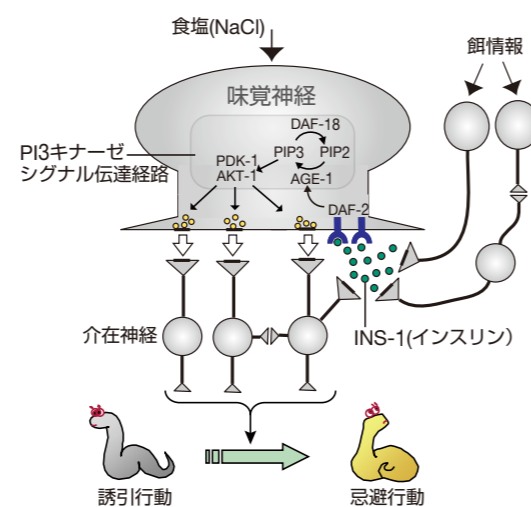 食塩(NaCl)
餌情報
味覚神経
DAF-18
PI3キナーゼ
シグナル伝達経路
PIP3
PIP2
PDK-1
AKT-1
AGE-1
DAF-2
介在神経
INS-1(インスリン)
誘引行動
忌避行動